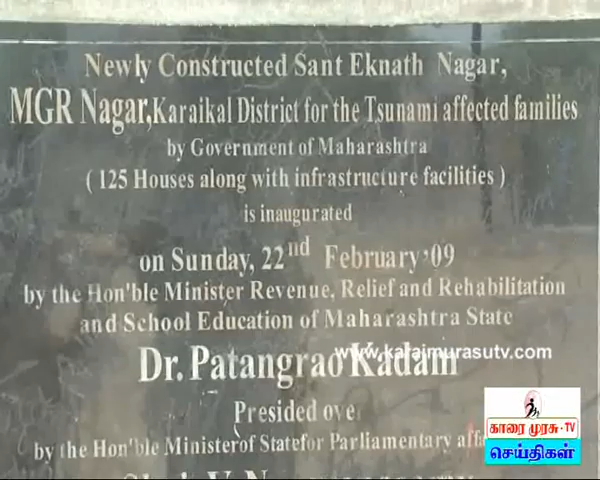 Newly Constructed Sant Eknath Nagar,
MGR Nagar,Karaikal District for the Tsunami affected families
by Government of Maharashtra
( 125 Houses along with infrastructure facilities )
is inaugurated
on Sunday, 22nd February'09
by the Hon'ble Minister Revenue, Relief and Rehabilitation
and School Education of Maharashtra State
www.karaimurasutv.com
Dr. Patangrao Kadam
Presided ove
by the Hon'ble Minister of State for Parliamentary affa
காரை முரசு - TV
செய்திகள்